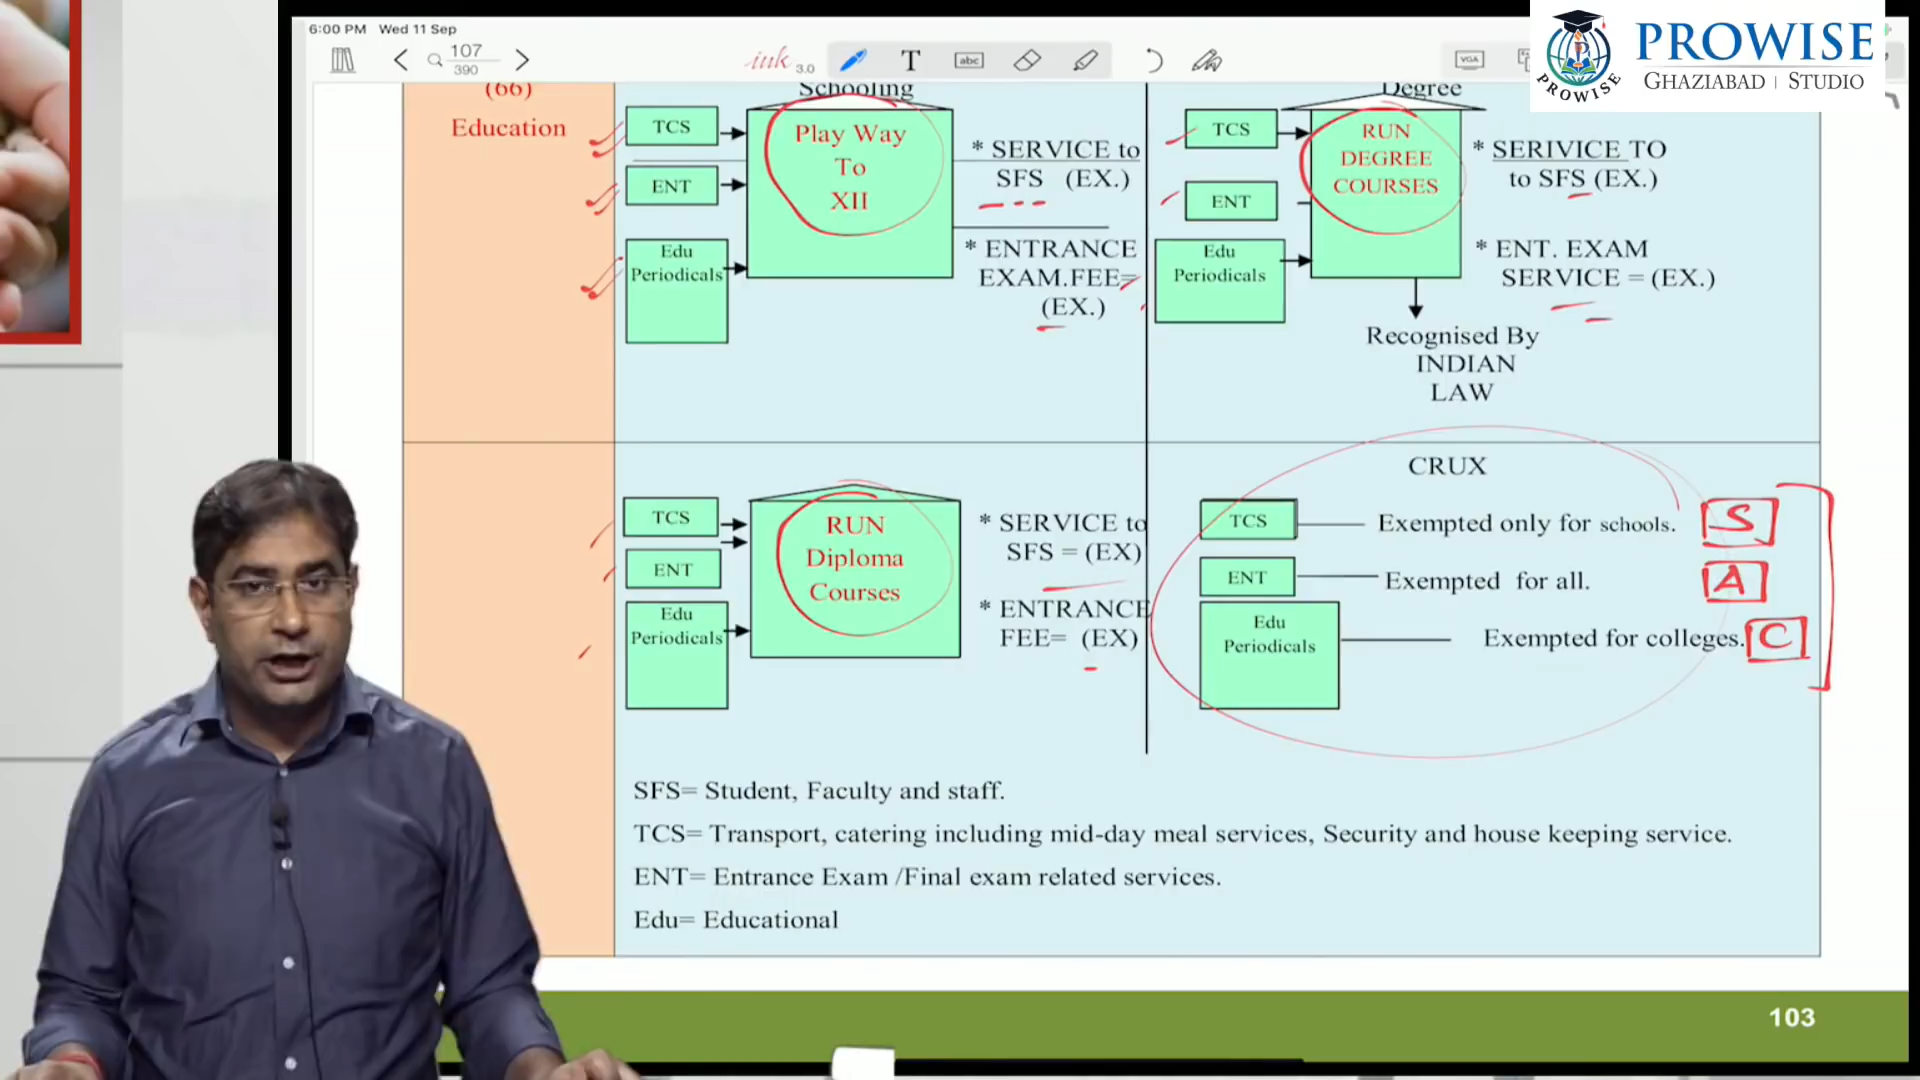 6:00 PM Wed 11 Sep
107
390
ink 3.0
T
abc
VGA
PROWISE
PROWISE
GHAZIABAD | STUDIO
(66)
Education
Schooling
TCS
ENT
Edu
Periodicals
Play Way
To
XII
* SERVICE to
SFS (EX.)
* ENTRANCE
EXAM.FEE=
(EX.)
Degree
TCS
ENT
Edu
Periodicals
RUN
DEGREE
COURSES
* SERIVICE TO
to SFS (EX.)
* ENT. EXAM
SERVICE = (EX.)
Recognised By
INDIAN
LAW
TCS
ENT
Edu
Periodicals
RUN
Diploma
Courses
* SERVICE to
SFS = (EX)
* ENTRANCE
FEE= (EX)
CRUX
TCS Exempted only for schools. S
ENT Exempted for all. A
Edu
Periodicals Exempted for colleges. C
SFS= Student, Faculty and staff.
TCS= Transport, catering including mid-day meal services, Security and house keeping service.
ENT= Entrance Exam /Final exam related services.
Edu= Educational
103